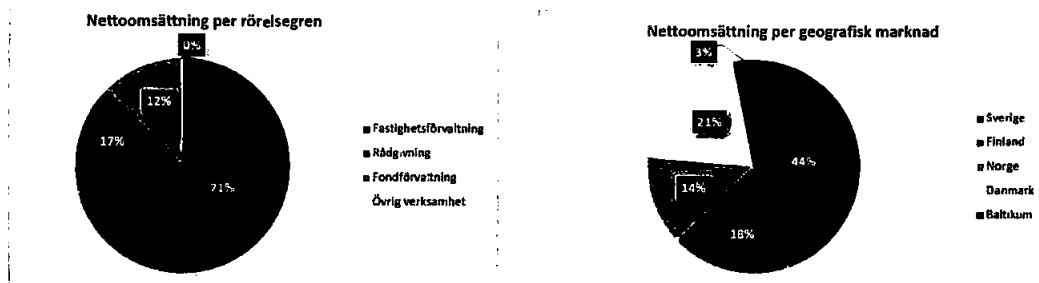 Nettoomsättning per rörelsegren
0%
12%
17%
71%
Fastighetsförvaltning
Rådgivning
Fondförvaltning
Övrig verksamhet
Nettoomsättning per geografisk marknad
3%
21%
44%
14%
18%
Sverige
Finland
Norge
Danmark
Baltikum